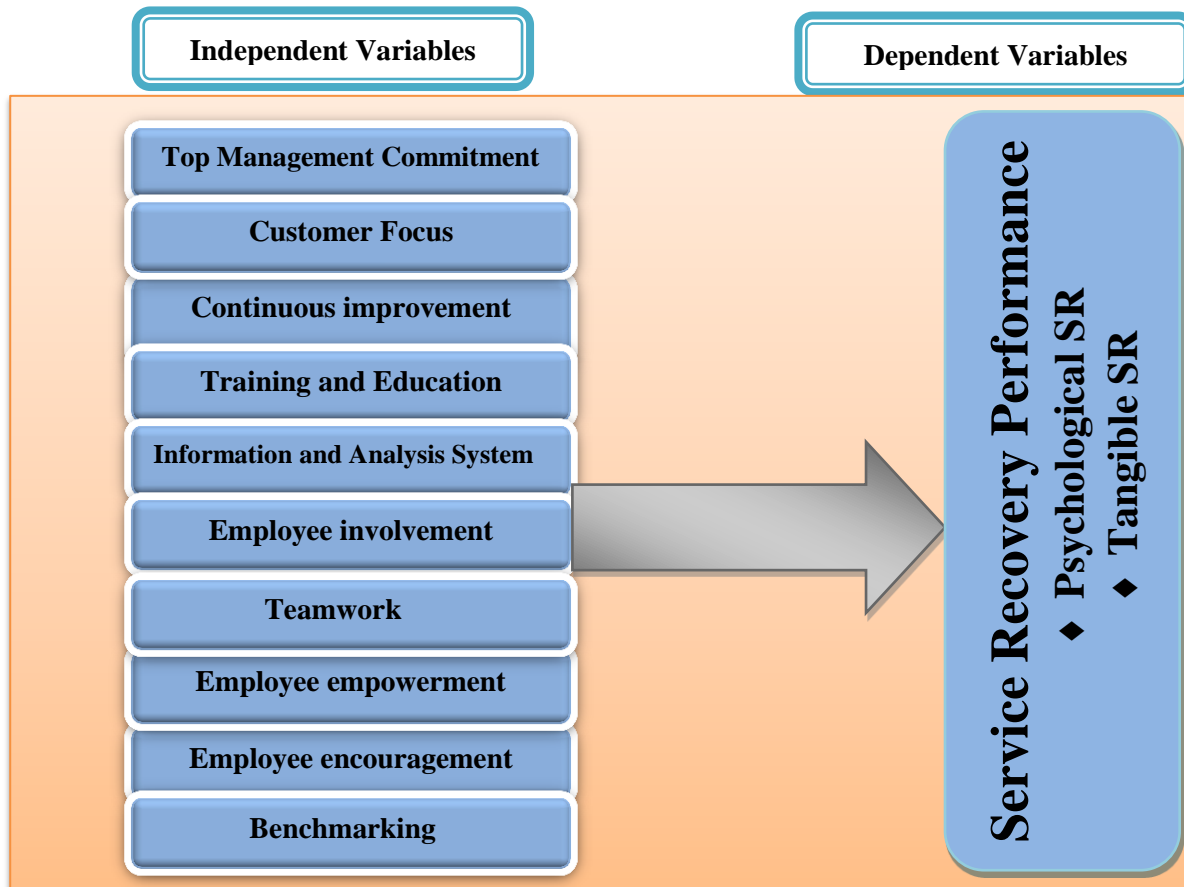 Independent Variables
Dependent Variables
Top Management Commitment
Customer Focus
Continuous improvement
Training and Education
Information and Analysis System
Employee involvement
Teamwork
Employee empowerment
Employee encouragement
Benchmarking
Service Recovery Performance
♦ Psychological SR
♦ Tangible SR